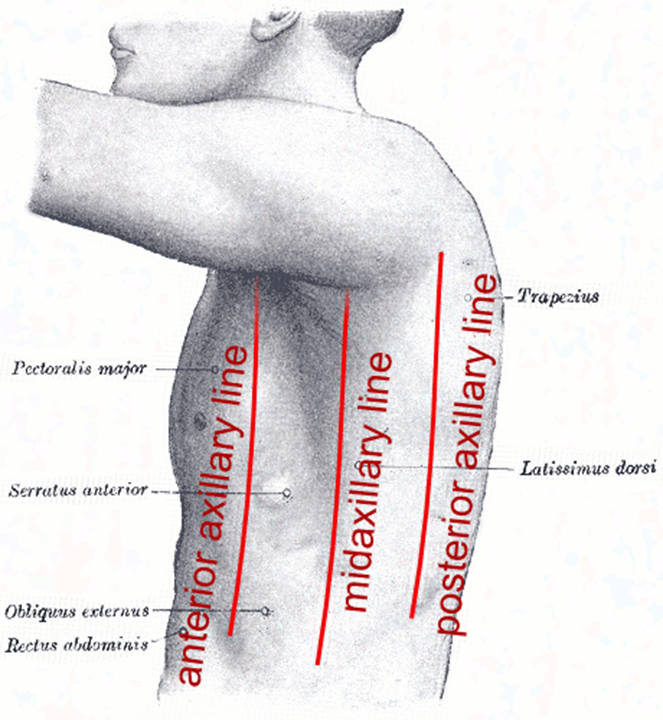 Trapezius
Pectoralis major
Latissimus dorsi
Serratus anterior
Obliquus externus
Rectus abdominis
anterior axillary line
midaxillary line
posterior axillary line